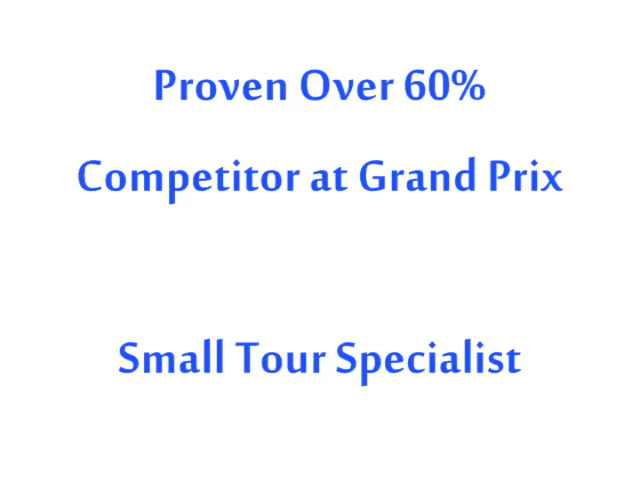 Proven Over 60%
Competitor at Grand Prix
Small Tour Specialist